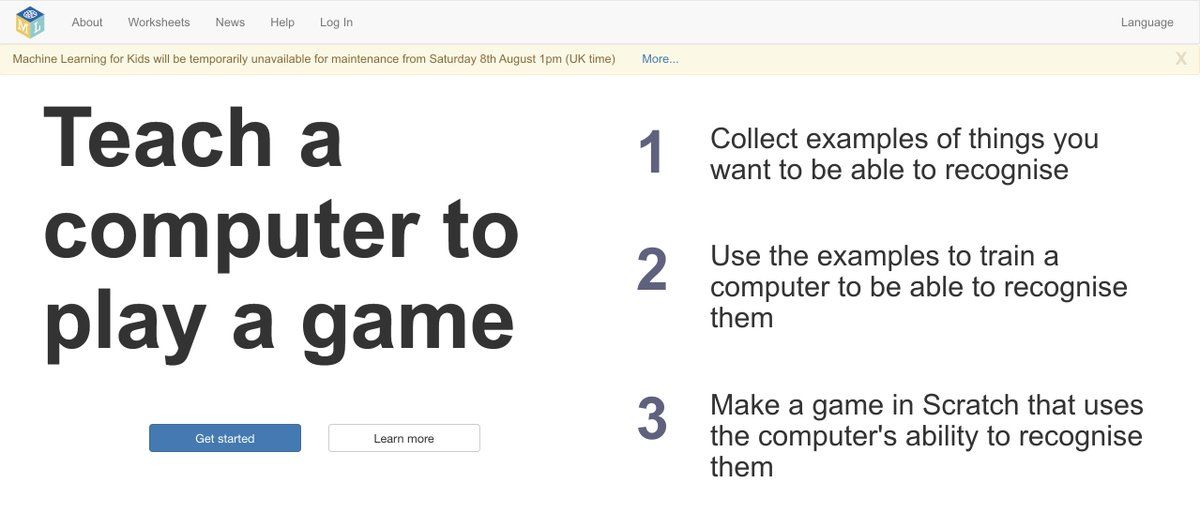 M L
About Worksheets News Help Log In Language
Machine Learning for Kids will be temporarily unavailable for maintenance from Saturday 8th August 1pm (UK time) More... X
Teach a
computer to
play a game
Get started Learn more
1 Collect examples of things you
want to be able to recognise
2 Use the examples to train a
computer to be able to recognise
them
3 Make a game in Scratch that uses
the computer's ability to recognise
them